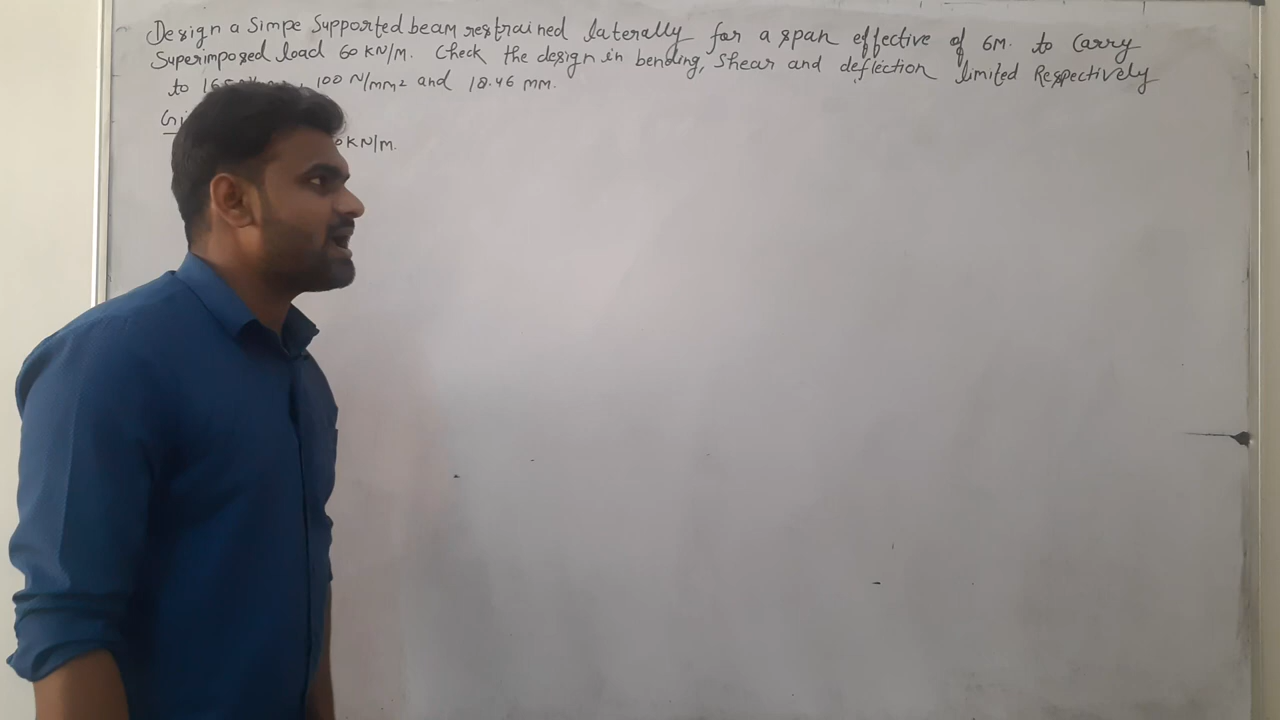 Design a Simpe Supported beam restrained laterally for a span effective of 6M. to Carry
Superimposed load 60 KN/M. Check the design in bending, Shear and deflection limited Respectively
to 100 N/mm2 and 18.46 mm.
KN/M.